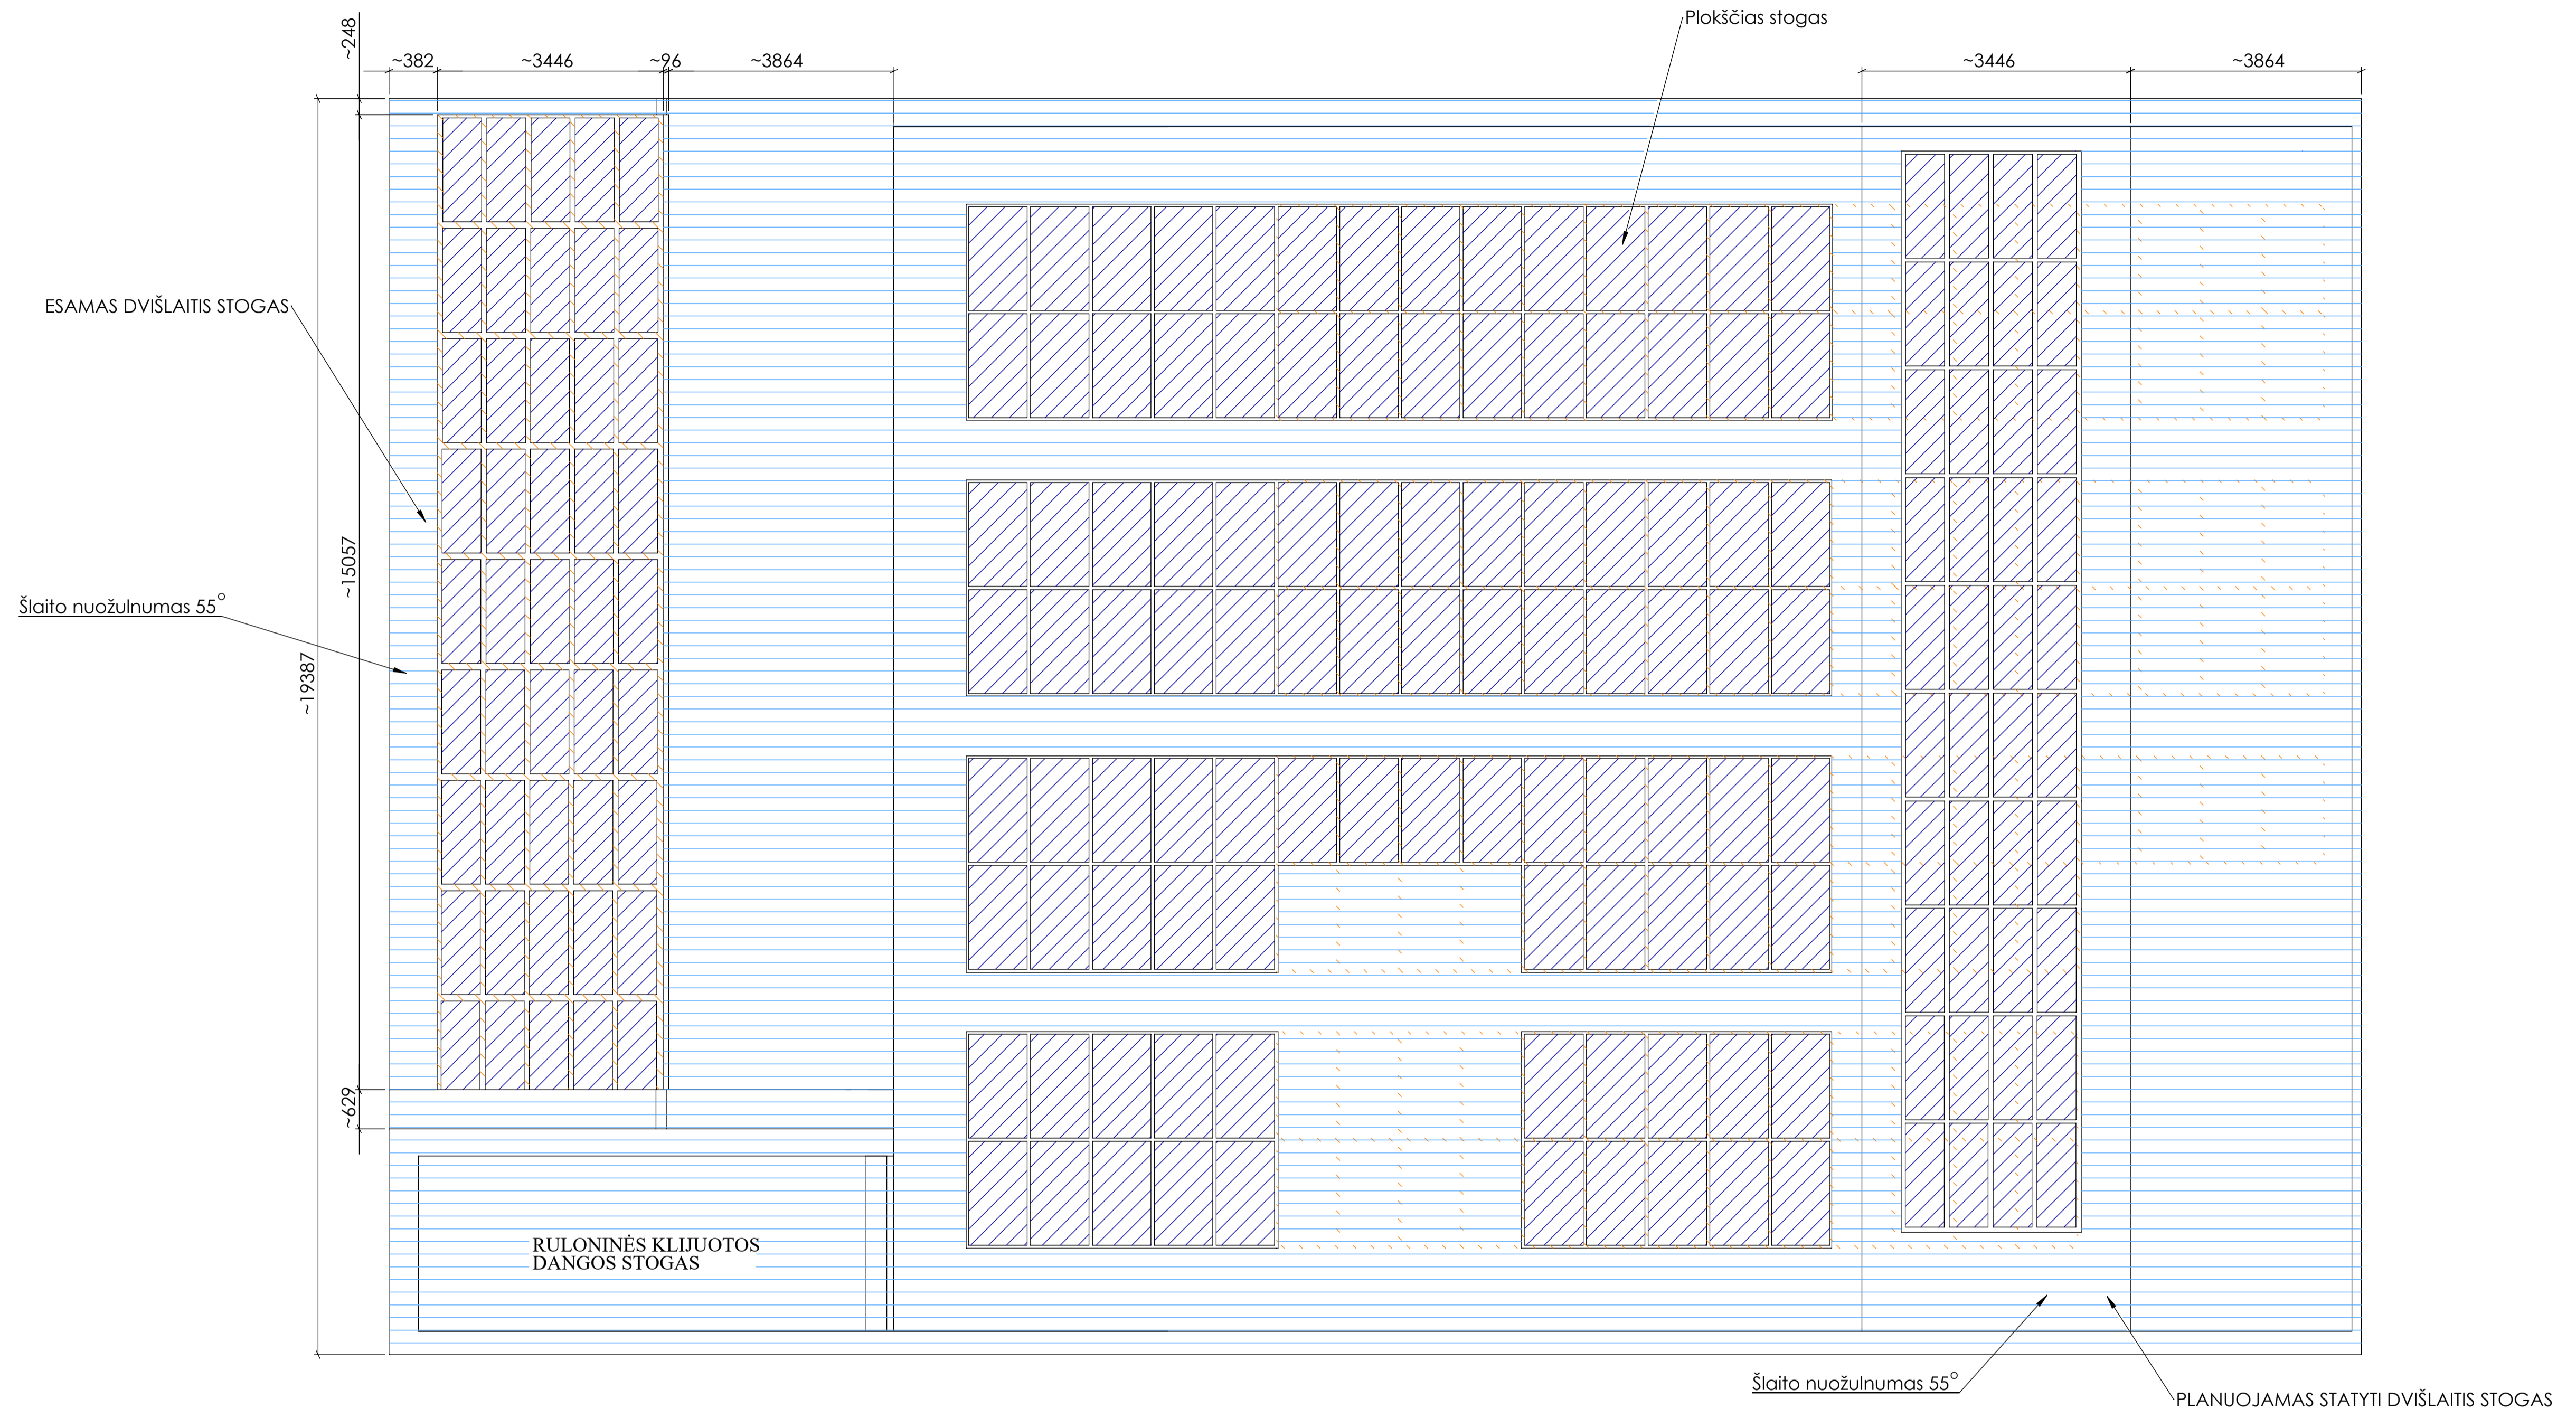 Plokščias stogas
~248
~382
~3446
~96
~3864
~3446
~3864
ESAMAS DVIŠLAITIS STOGAS
~15057
Šlaito nuožulnumas 55°
~19387
~629
RULONINĖS KLIJUOTOS
DANGOS STOGAS
Šlaito nuožulnumas 55°
PLANUOJAMAS STATYTI DVIŠLAITIS STOGAS